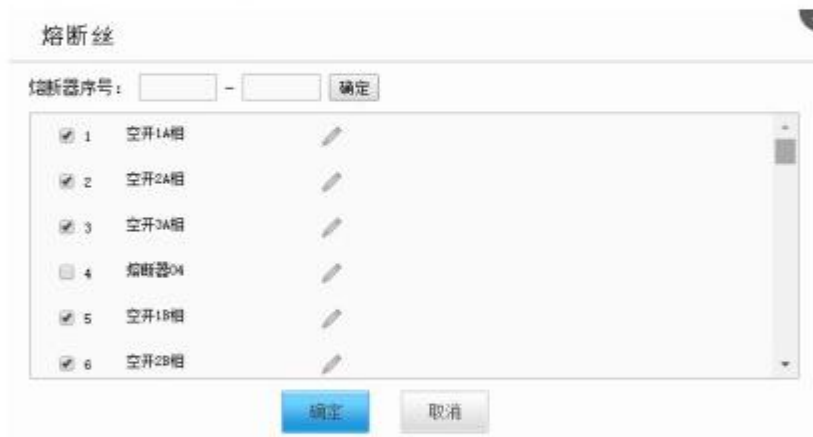 熔断丝
熔断器序号： - 确定
1 空开1A相
2 空开2A相
3 空开3A相
4 熔断器04
5 空开1B相
6 空开2B相
确定 取消